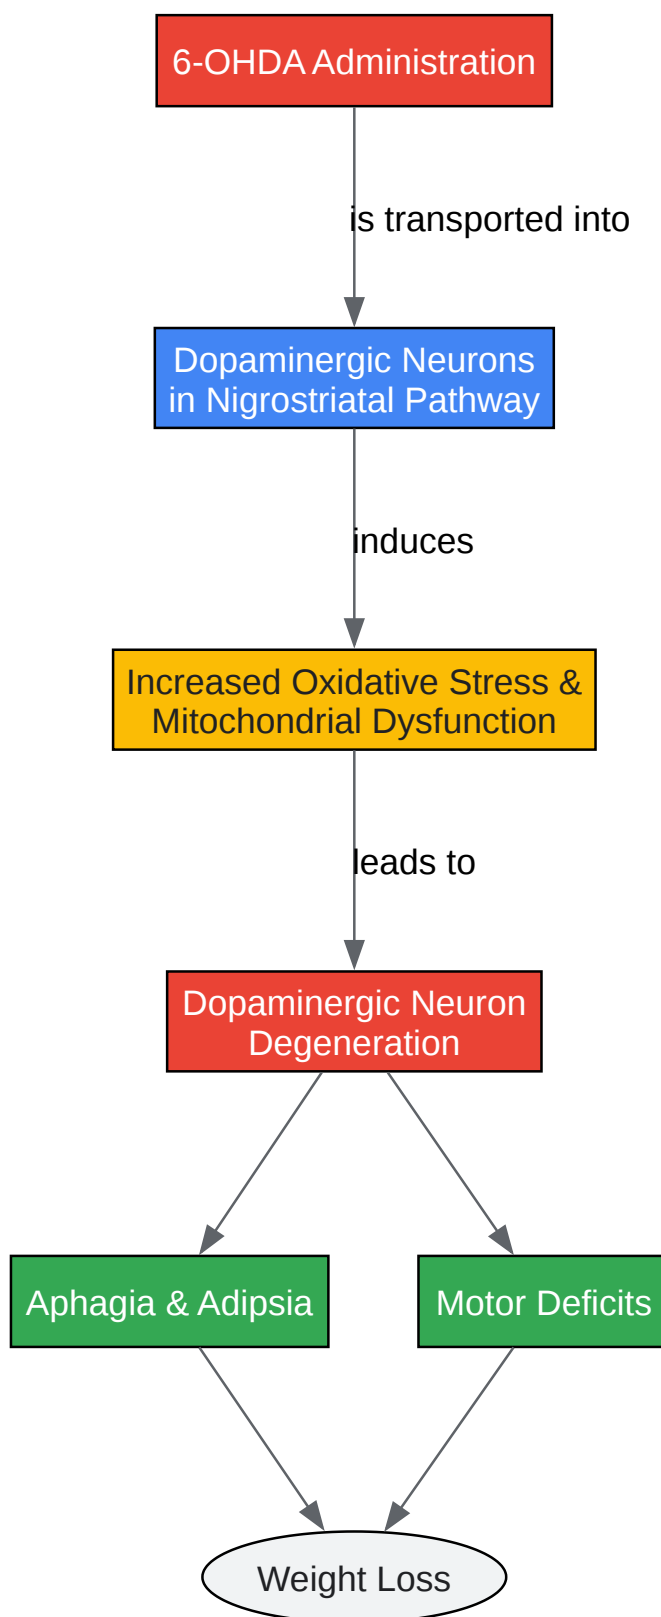 6-OHDA Administration
is transported into
Dopaminergic Neurons
in Nigrostriatal Pathway
induces
Increased Oxidative Stress &
Mitochondrial Dysfunction
leads to
Dopaminergic Neuron
Degeneration
Aphagia & Adipsia
Motor Deficits
Weight Loss